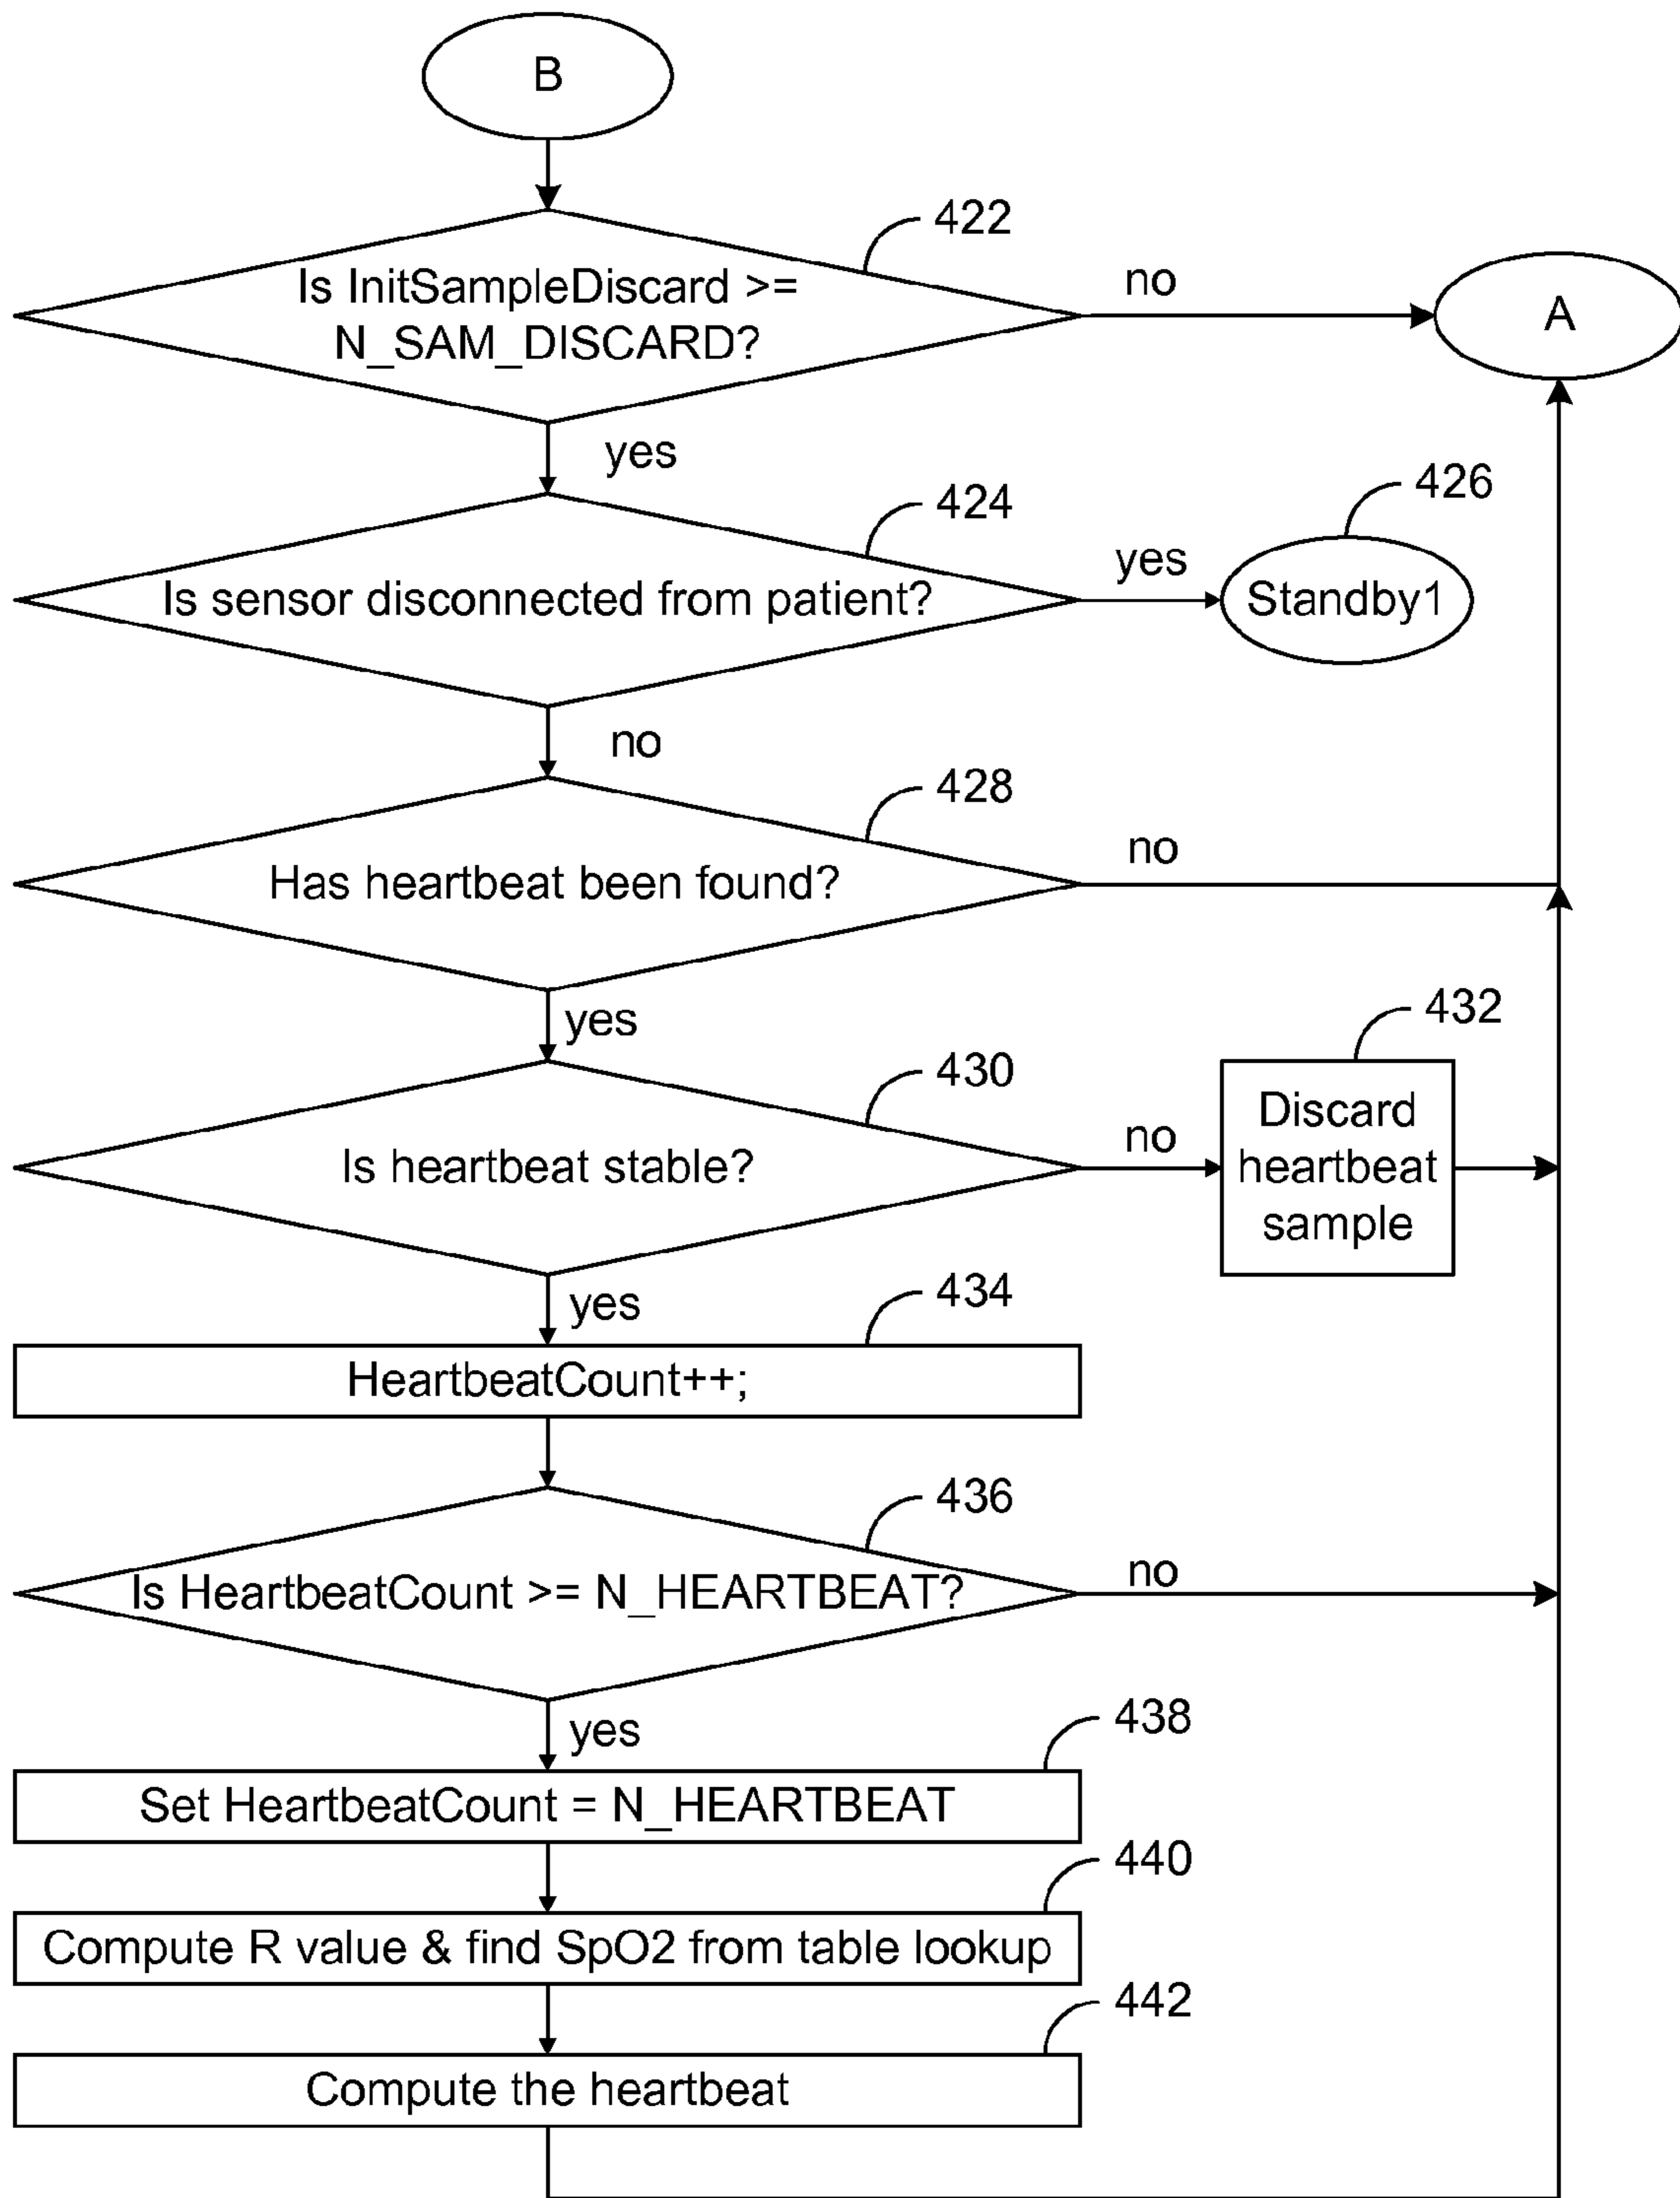 B
422
Is InitSampleDiscard >=
N_SAM_DISCARD?
no
A
yes
424
426
Is sensor disconnected from patient?
yes
Standby1
no
428
Has heartbeat been found?
no
yes
430
432
Is heartbeat stable?
no
Discard
heartbeat
sample
yes
434
HeartbeatCount++;
436
Is HeartbeatCount >= N_HEARTBEAT?
no
yes
438
Set HeartbeatCount = N_HEARTBEAT
440
Compute R value & find SpO2 from table lookup
442
Compute the heartbeat